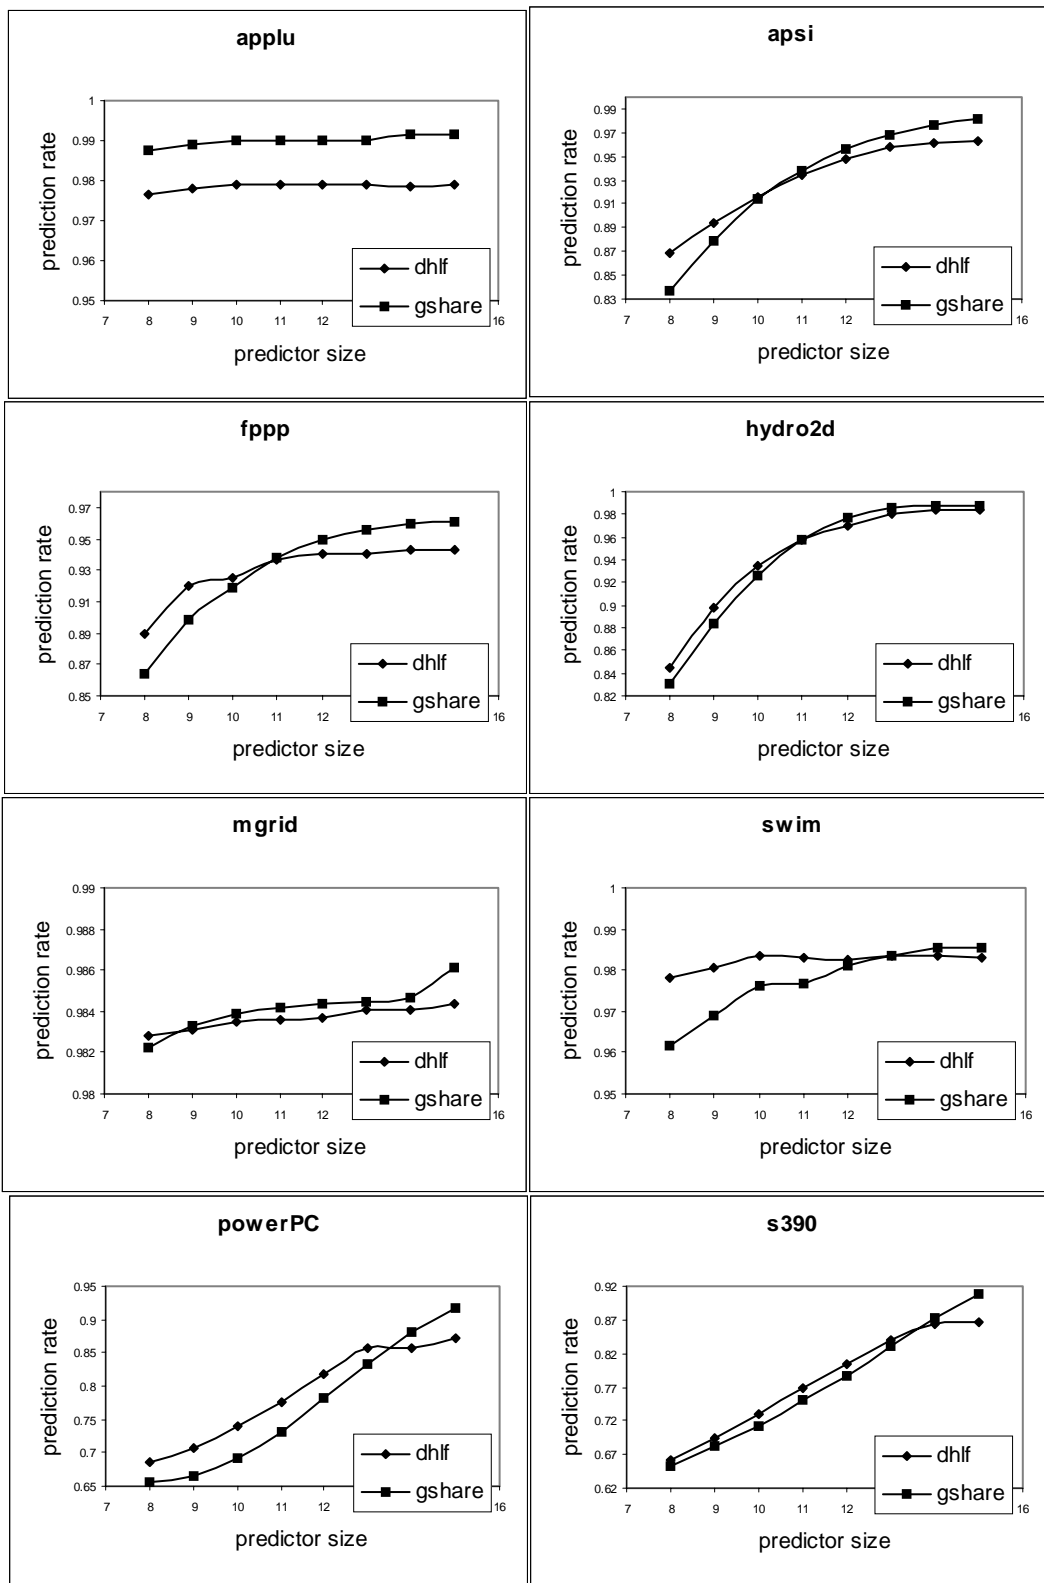 applu
prediction rate
1
0.99
0.98
0.97
0.96
0.95
7 8 9 10 11 12 16
dhlf
gshare
predictor size
apsi
prediction rate
0.99
0.97
0.95
0.93
0.91
0.89
0.87
0.85
0.83
7 8 9 10 11 12 16
dhlf
gshare
predictor size
fppp
prediction rate
0.97
0.95
0.93
0.91
0.89
0.87
0.85
7 8 9 10 11 12 16
dhlf
gshare
predictor size
hydro2d
prediction rate
1
0.98
0.96
0.94
0.92
0.9
0.88
0.86
0.84
0.82
7 8 9 10 11 12 16
dhlf
gshare
predictor size
mgrid
prediction rate
0.99
0.988
0.986
0.984
0.982
0.98
7 8 9 10 11 12 16
dhlf
gshare
predictor size
swim
prediction rate
1
0.99
0.98
0.97
0.96
0.95
7 8 9 10 11 12 16
dhlf
gshare
predictor size
powerPC
prediction rate
0.95
0.9
0.85
0.8
0.75
0.7
0.65
7 8 9 10 11 12 16
dhlf
gshare
predictor size
s390
prediction rate
0.92
0.87
0.82
0.77
0.72
0.67
0.62
7 8 9 10 11 12 16
dhlf
gshare
predictor size